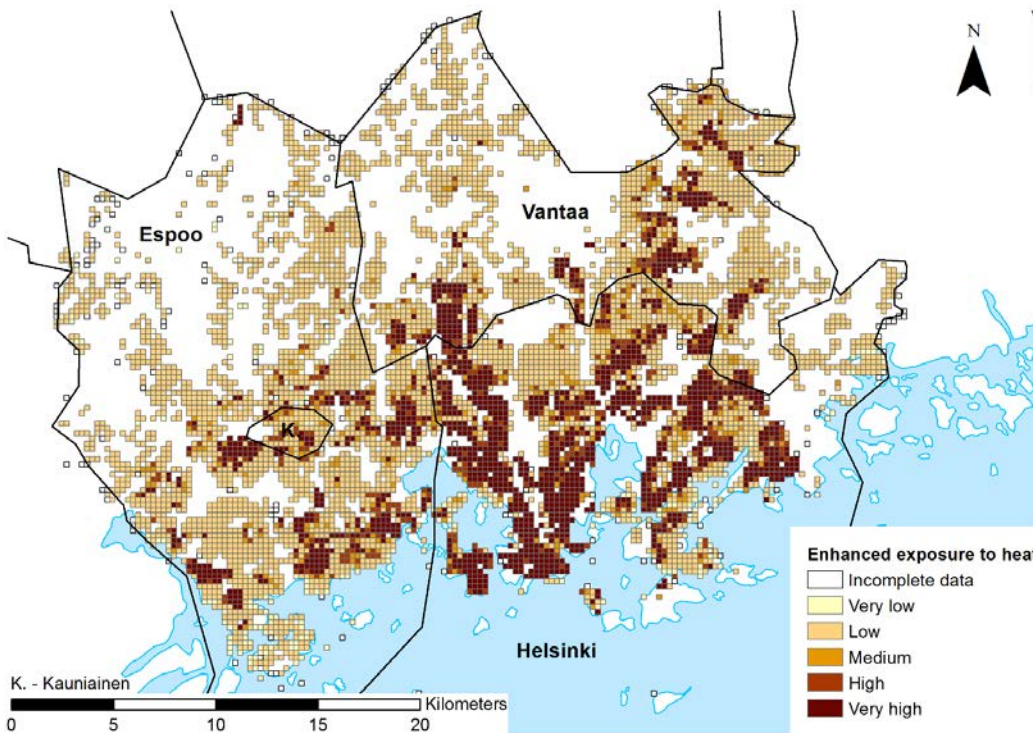 N
Vantaa
Espoo
K
Helsinki
K. - Kauniainen
Kilometers
0 5 10 15 20
Enhanced exposure to hea
Incomplete data
Very low
Low
Medium
High
Very high